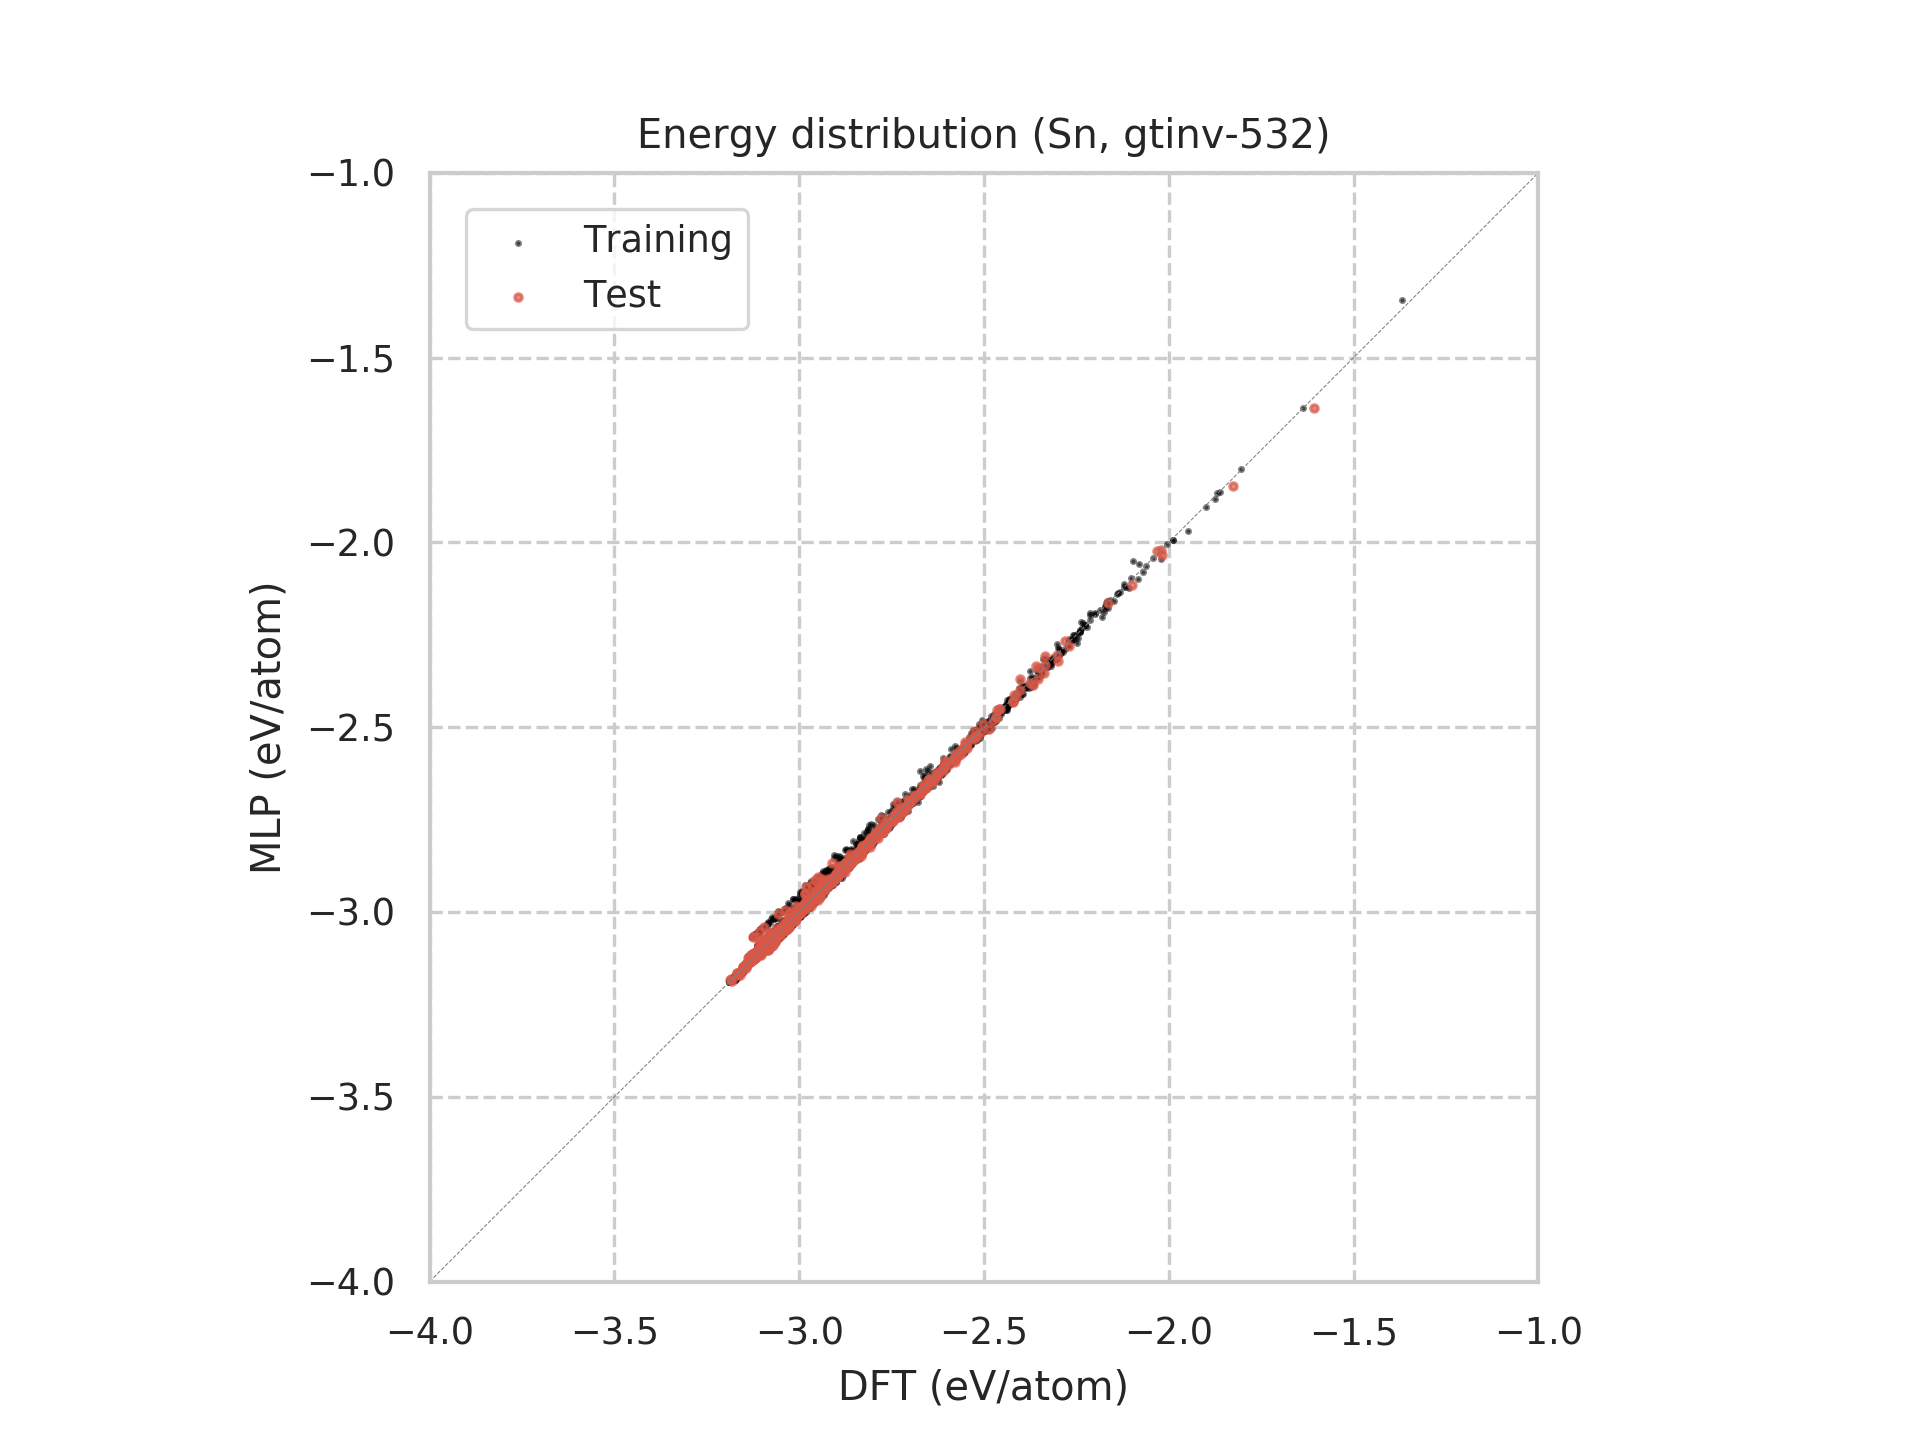 Energy distribution (Sn, gtinv-532)
−1.0
−1.5
−2.0
−2.5
−3.0
−3.5
−4.0
MLP (eV/atom)
Training
Test
−4.0 −3.5 −3.0 −2.5 −2.0 −1.5 −1.0
DFT (eV/atom)